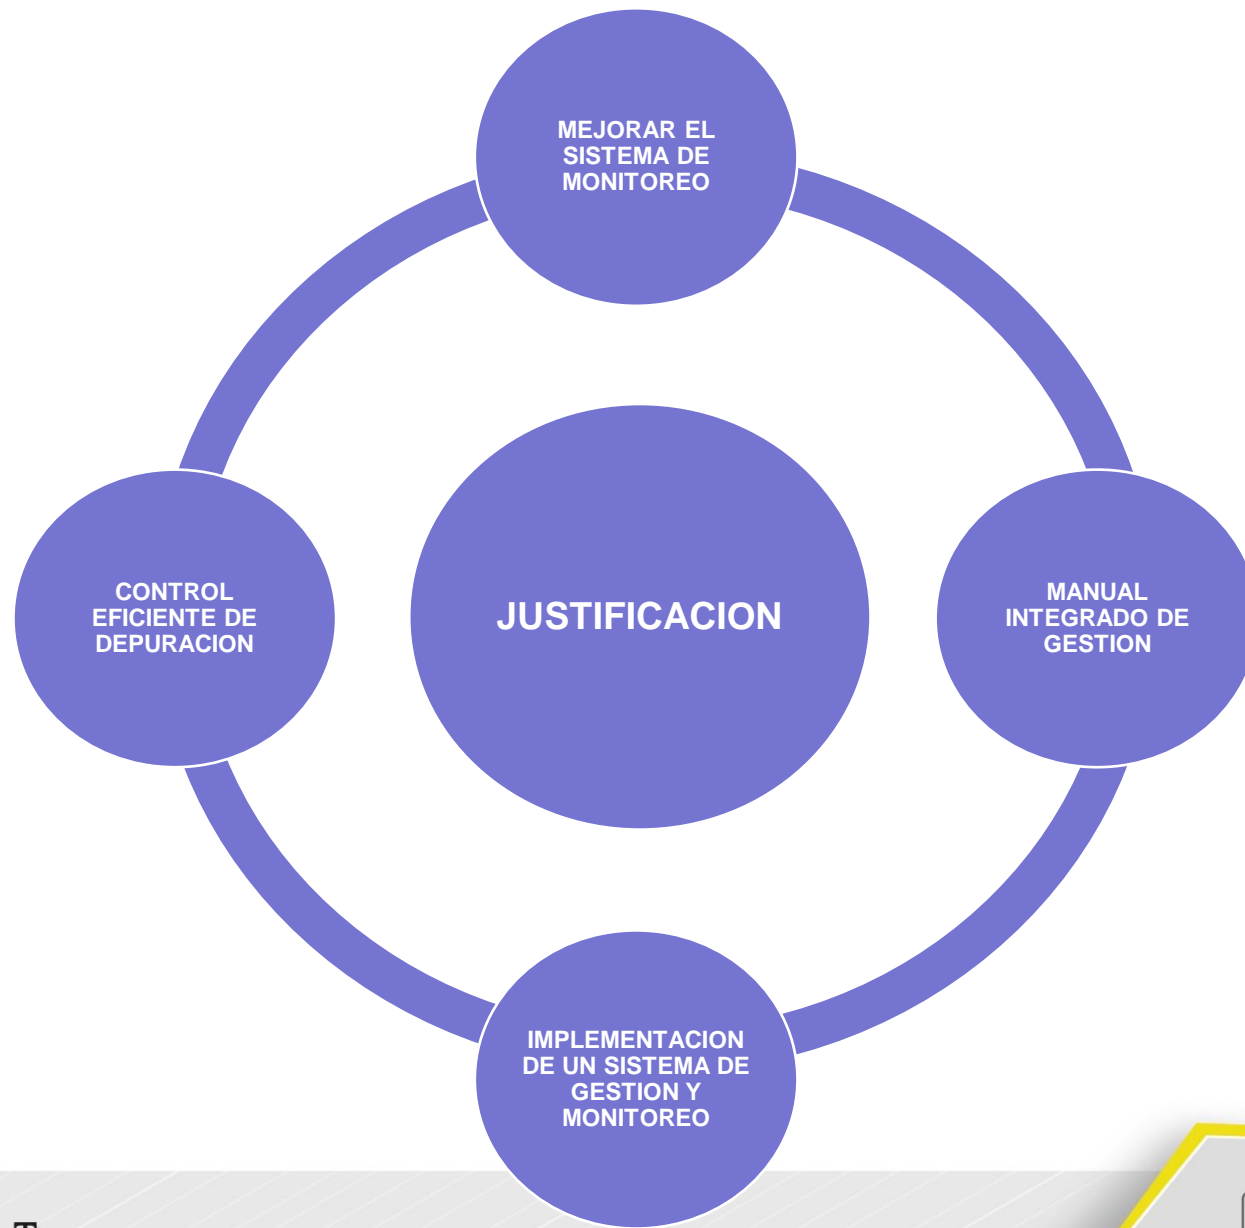 MEJORAR EL
SISTEMA DE
MONITOREO
CONTROL
EFICIENTE DE
DEPURACION
JUSTIFICACION
MANUAL
INTEGRADO DE
GESTION
IMPLEMENTACION
DE UN SISTEMA DE
GESTION Y
MONITOREO